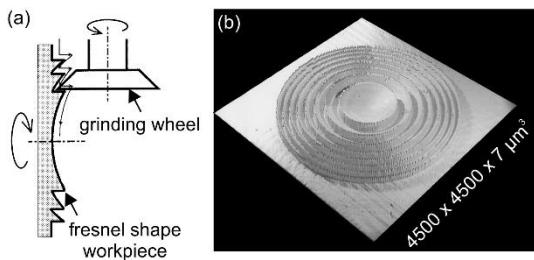 (a)
grinding wheel
fresnel shape
workpiece
(b)
4500 x 4500 x 7 µm³